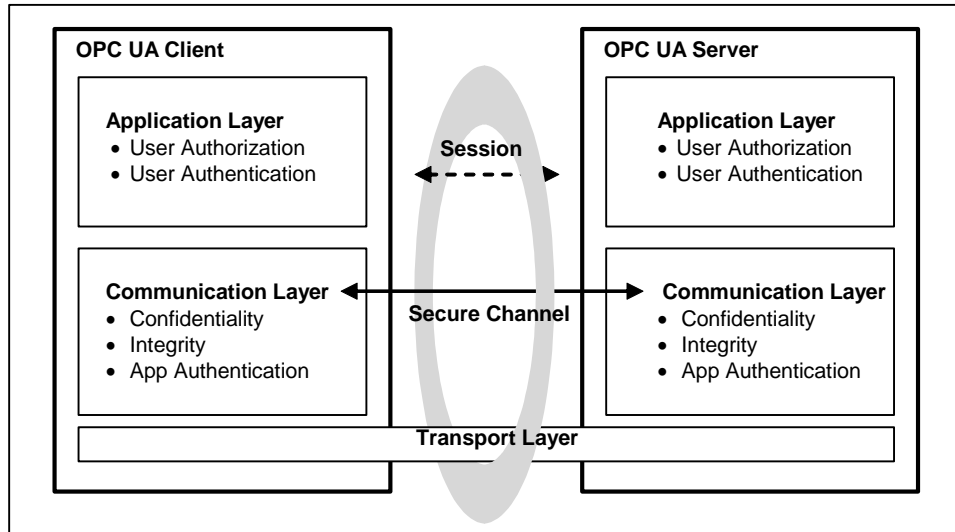 OPC UA Client
Application Layer
• User Authorization
• User Authentication
Communication Layer
• Confidentiality
• Integrity
• App Authentication
Session
Secure Channel
Transport Layer
OPC UA Server
Application Layer
• User Authorization
• User Authentication
Communication Layer
• Confidentiality
• Integrity
• App Authentication